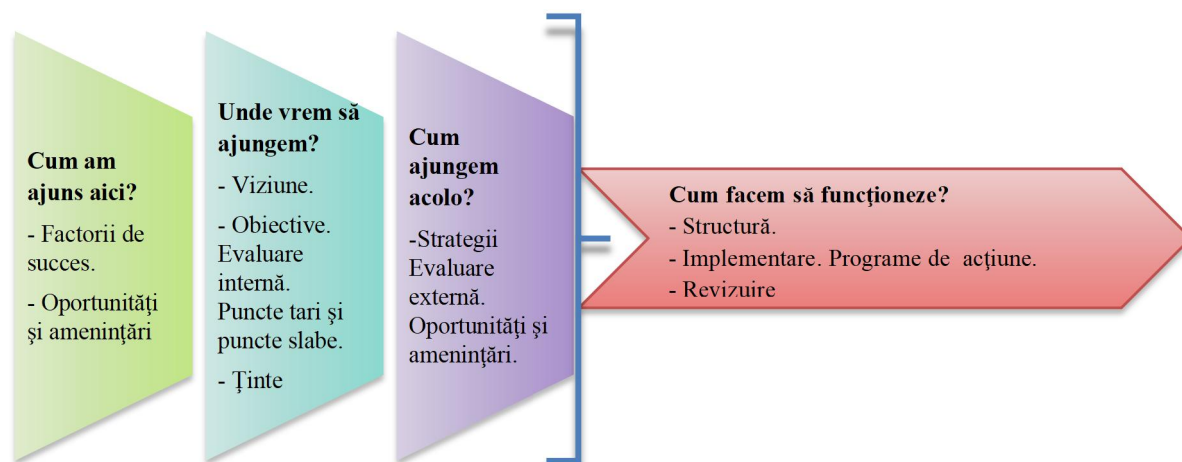 Cum am
ajuns aici?
- Factorii de
succes.
- Oportunităţi
şi ameninţări
Unde vrem să
ajungem?
- Viziune.
- Obiective.
Evaluare
internă.
Puncte tari şi
puncte slabe.
- Ţinte
Cum
ajungem
acolo?
-Strategii
Evaluare
externă.
Oportunităţi şi
ameninţări.
Cum facem să funcţioneze?
- Structură.
- Implementare. Programe de acţiune.
- Revizuire